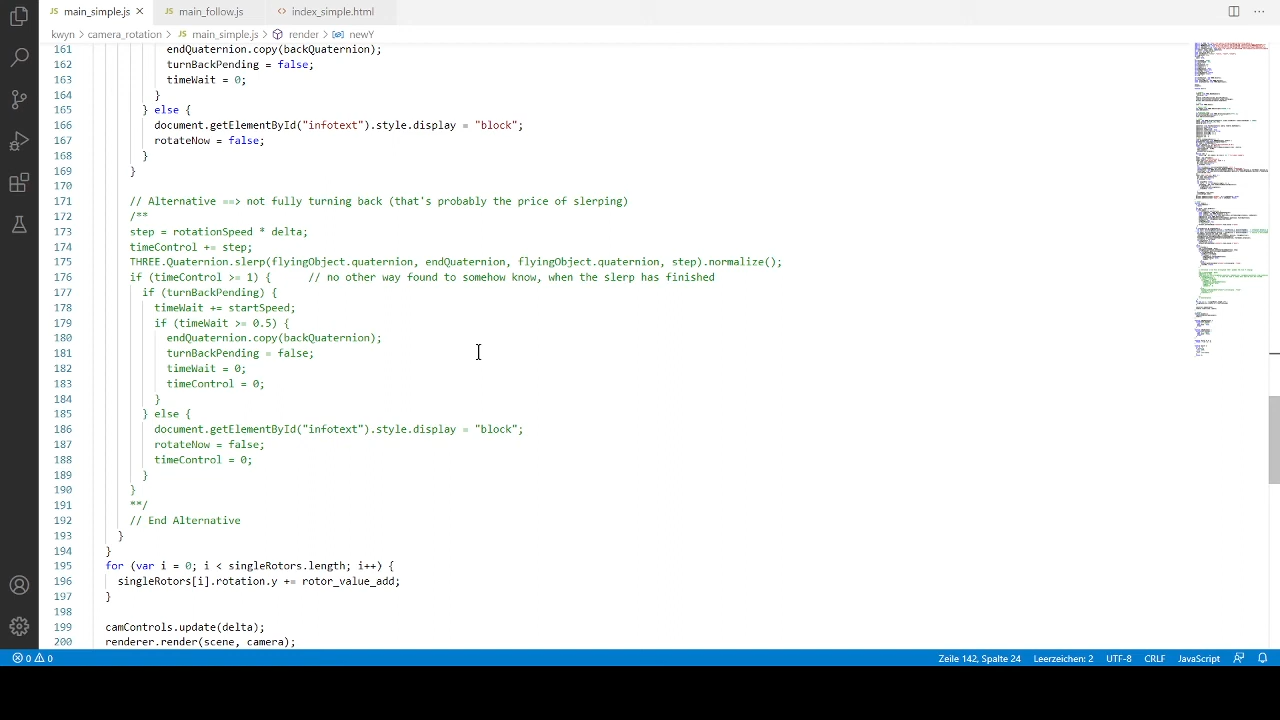 main_simple.js
main_follow.js
index_simple.html
kwyn > camera_rotation > main_simple.js > render > newY
161 endQuaternion.copy(backQuaternion);
162 turnBackPending = false;
163 timeWait = 0;
164 }
165 } else {
166 document.getElementById("infotext").style.display = "block";
167 rotateNow = false;
168 }
169 }
170
171 // Alternative ==> not fully turning back (that's probably the price of slerping)
172 /**
173 step = rotationSpeed * delta;
174 timeControl += step;
175 THREE.Quaternion.slerp(flyingObject.quaternion, endQuaternion, flyingObject.quaternion, step).normalize();
176 if (timeControl >= 1) { // no other way found to somehow when the slerp has finished
177 if (turnBackPending) {
178 timeWait += startSpeed;
179 if (timeWait >= 0.5) {
180 endQuaternion.copy(backQuaternion);
181 turnBackPending = false;
182 timeWait = 0;
183 timeControl = 0;
184 }
185 } else {
186 document.getElementById("infotext").style.display = "block";
187 rotateNow = false;
188 timeControl = 0;
189 }
190 }
191 **/
192 // End Alternative
193 }
194 }
195 for (var i = 0; i < singleRotors.length; i++) {
196 singleRotors[i].rotation.y += rotor_value_add;
197 }
198
199 camControls.update(delta);
200 renderer.render(scene, camera);
0 0 Zeile 142, Spalte 24 Leerzeichen: 2 UTF-8 CRLF JavaScript